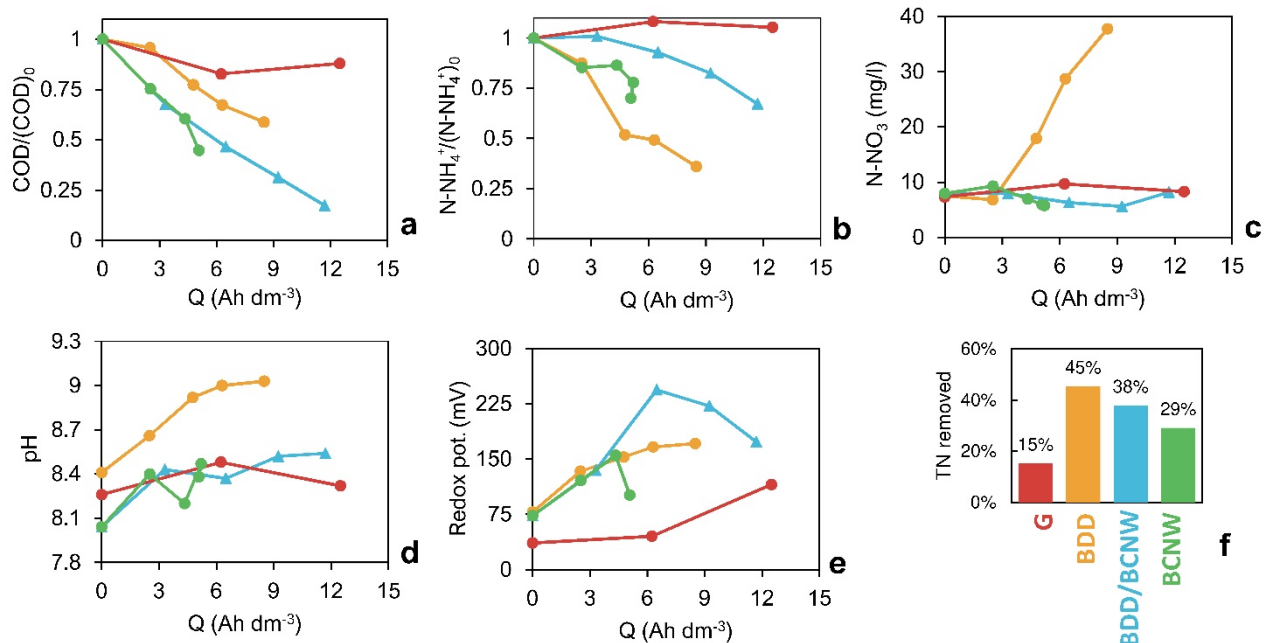 1
0.75
0.5
0.25
0
COD/(COD)₀
0 3 6 9 12 15
Q (Ah dm⁻³)
a
1
0.75
0.5
0.25
0
N-NH₄⁺/(N-NH₄⁺)₀
0 3 6 9 12 15
Q (Ah dm⁻³)
b
40
30
20
10
0
N-NO₃ (mg/l)
0 3 6 9 12 15
Q (Ah dm⁻³)
c
9.3
9
8.7
8.4
8.1
7.8
pH
0 3 6 9 12 15
Q (Ah dm⁻³)
d
300
225
150
75
0
Redox pot. (mV)
0 3 6 9 12 15
Q (Ah dm⁻³)
e
60%
40%
20%
0%
TN removed
15%
45%
38%
29%
G
BDD
BDD/BCNW
BCNW
f